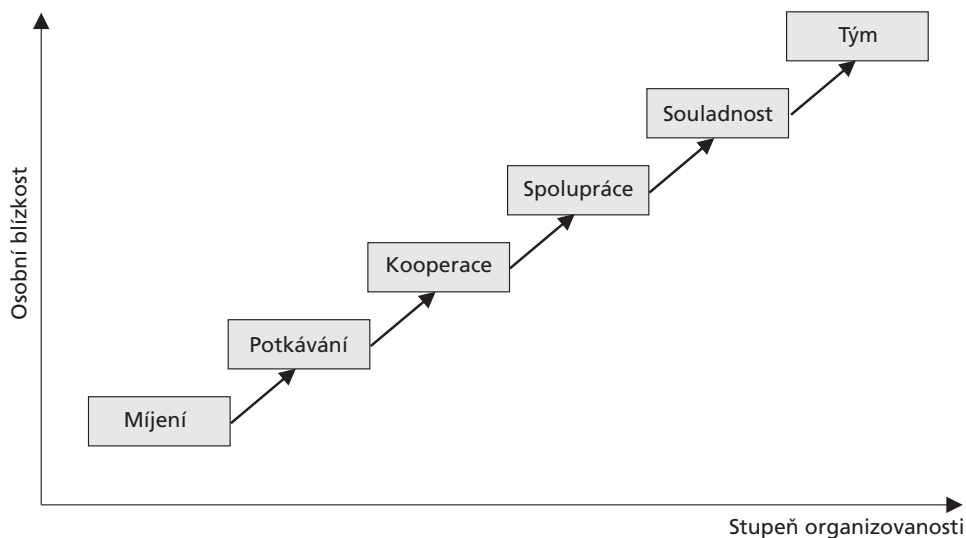 Tým
Souladnost
Spolupráce
Kooperace
Potkávání
Míjení
Osobní blízkost
Stupeň organizovanosti